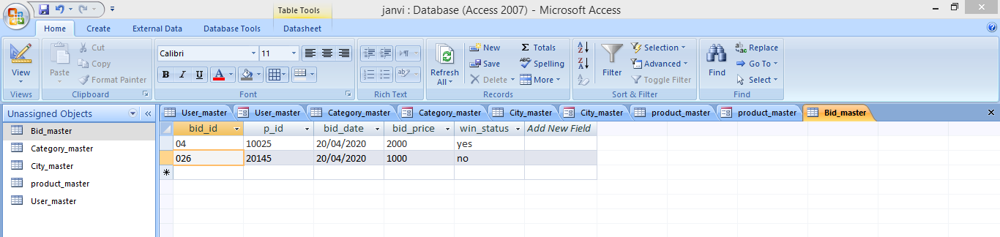 janvi : Database (Access 2007) - Microsoft Access
Table Tools
Home Create External Data Database Tools Datasheet
View
Views
Paste
Cut
Copy
Format Painter
Clipboard
Calibri 11
B I U A
Font
Rich Text
Refresh All
New
Save
Delete
Totals
Spelling
More
Records
Filter
Selection
Advanced
Toggle Filter
Sort & Filter
Find
Replace
Go To
Select
Find
Unassigned Objects
Bid_master
Category_master
City_master
product_master
User_master
User_master User_master Category_master Category_master City_master City_master product_master product_master Bid_master
bid_id p_id bid_date bid_price win_status Add New Field
04 10025 20/04/2020 2000 yes
026 20145 20/04/2020 1000 no